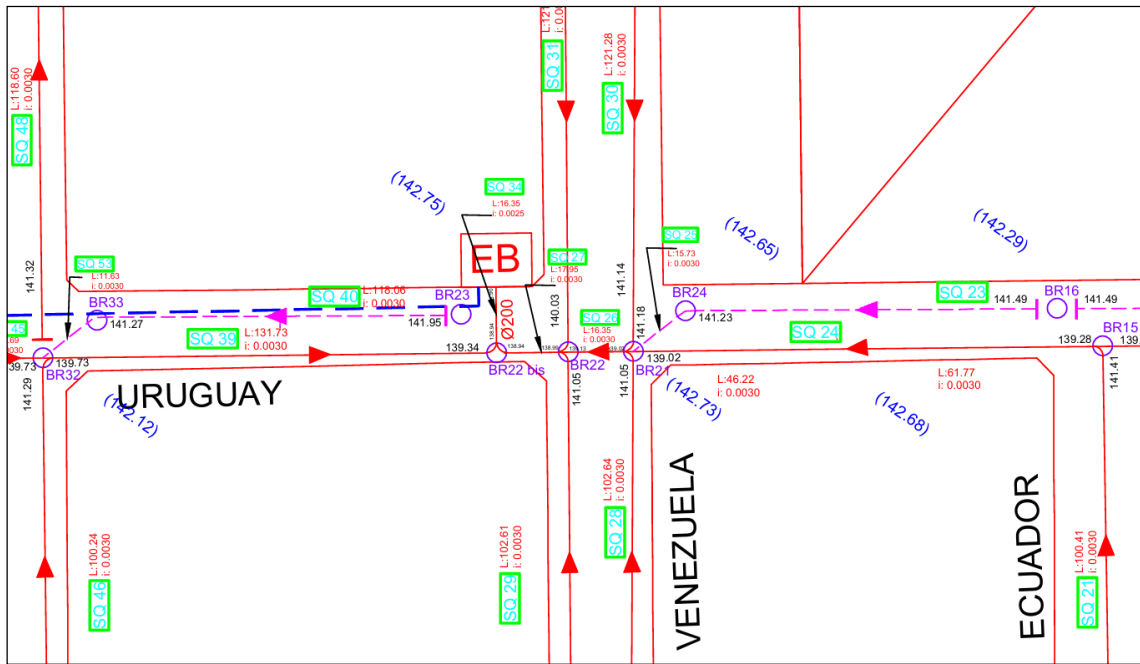 L:118.60
i: 0.0030
SQ 48
SQ 31
L:121.28
i: 0.0030
SQ 30
(142.75)
SQ 34
L:16.35
i: 0.0025
(142.65)
(142.29)
141.32
SQ 53
L:11.63
i: 0.0030
EB
SQ 27
L:17.95
i: 0.0030
SQ 25
L:15.73
i: 0.0030
141.14
L:118.06
i: 0.0030
SQ 40
BR33
BR23
BR24
BR16
SQ 23
141.27
141.95
Ø200
140.03
141.18
141.23
141.49
141.49
SQ 26
L:16.35
i: 0.0030
SQ 39
L:131.73
i: 0.0030
SQ 24
BR15
45
139.34
138.94
138.94
138.99
139.02
139.28
139.
139.73
139.73
BR32
BR22 bis
BR22
BR21
141.29
141.05
141.05
141.41
URUGUAY
(142.12)
(142.73)
L:46.22
i: 0.0030
(142.68)
L:61.77
i: 0.0030
VENEZUELA
ECUADOR
L:100.24
i: 0.0030
SQ 46
L:102.61
i: 0.0030
SQ 29
L:102.64
i: 0.0030
SQ 28
L:100.41
i: 0.0030
SQ 21